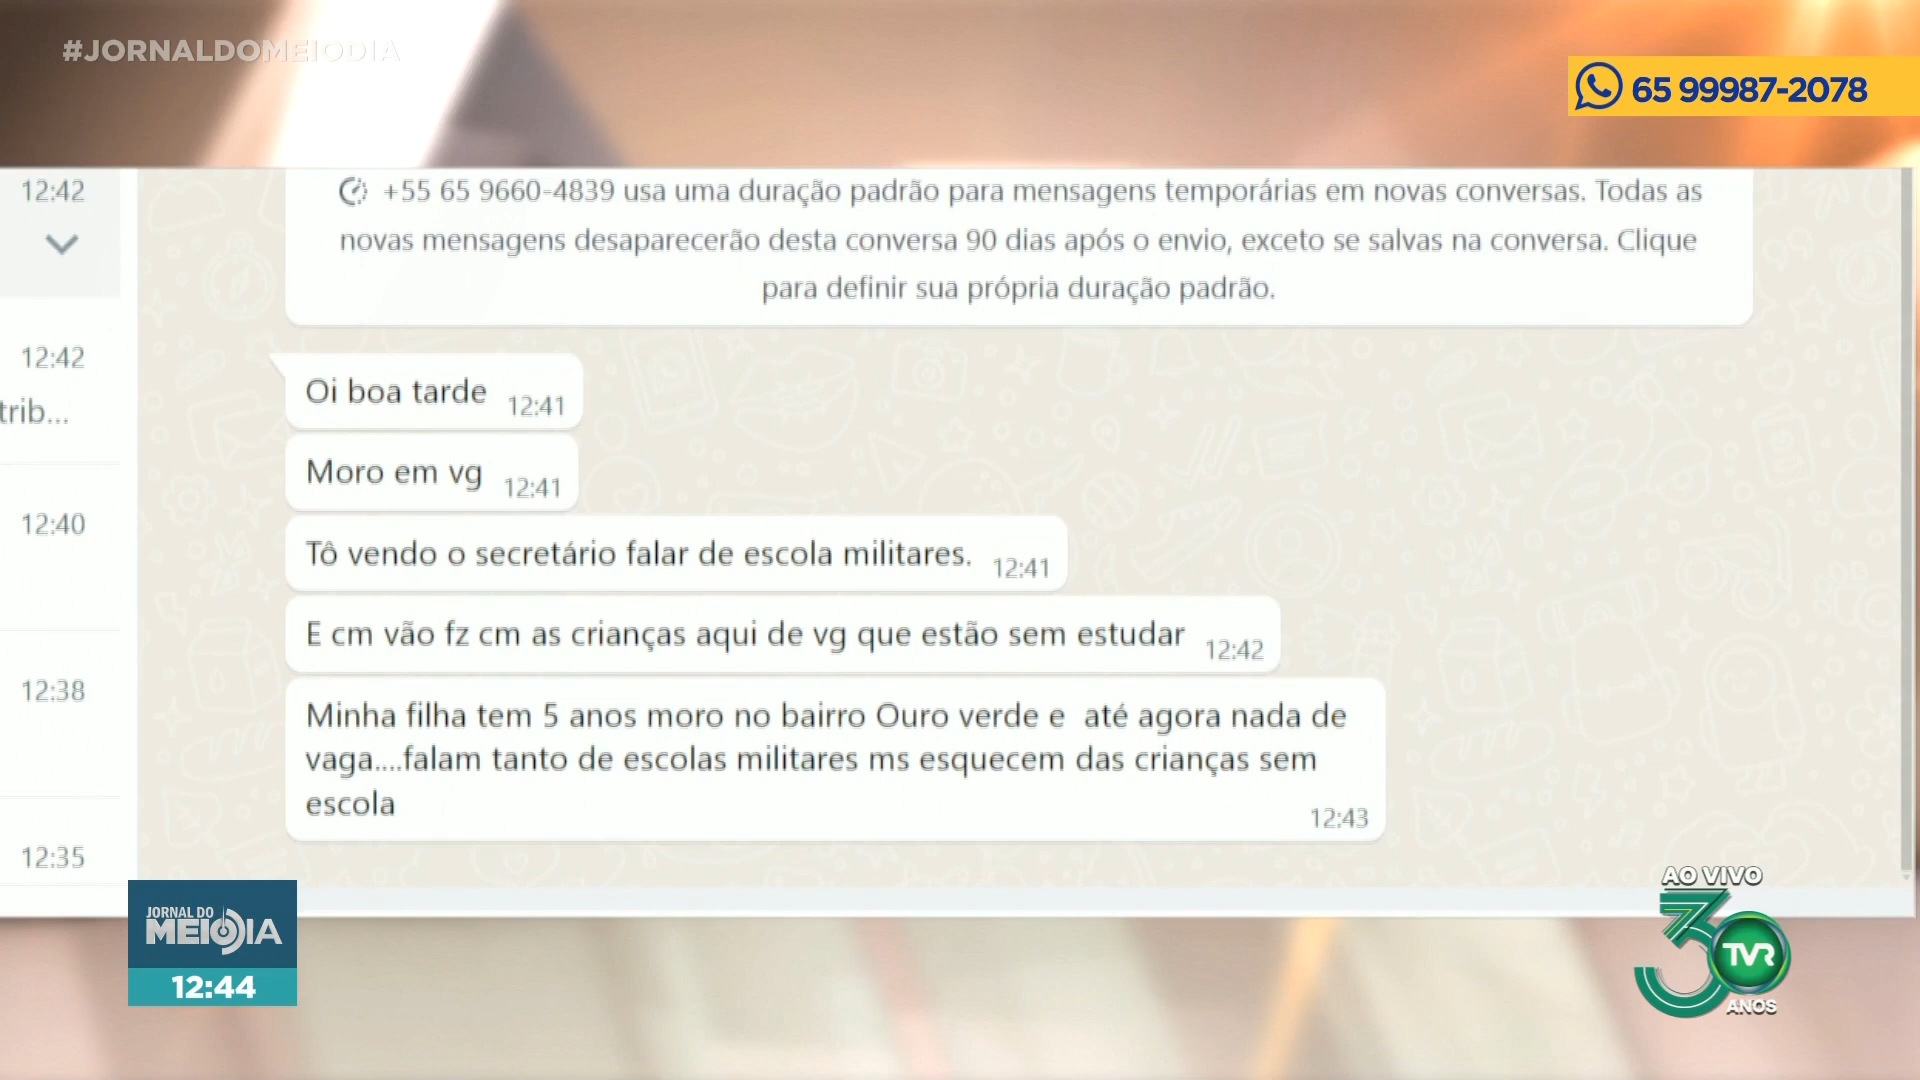 #JORNALDOMEIODIA
65 99987-2078
12:42
+55 65 9660-4839 usa uma duração padrão para mensagens temporárias em novas conversas. Todas as
novas mensagens desaparecerão desta conversa 90 dias após o envio, exceto se salvas na conversa. Clique
para definir sua própria duração padrão.
12:42
trib...
12:40
12:38
12:35
Oi boa tarde 12:41
Moro em vg 12:41
Tô vendo o secretário falar de escola militares. 12:41
E cm vão fz cm as crianças aqui de vg que estão sem estudar 12:42
Minha filha tem 5 anos moro no bairro Ouro verde e até agora nada de
vaga....falam tanto de escolas militares ms esquecem das crianças sem
escola
12:43
JORNAL DO
MEIODIA
12:44
AO VIVO
30
TVR
ANOS